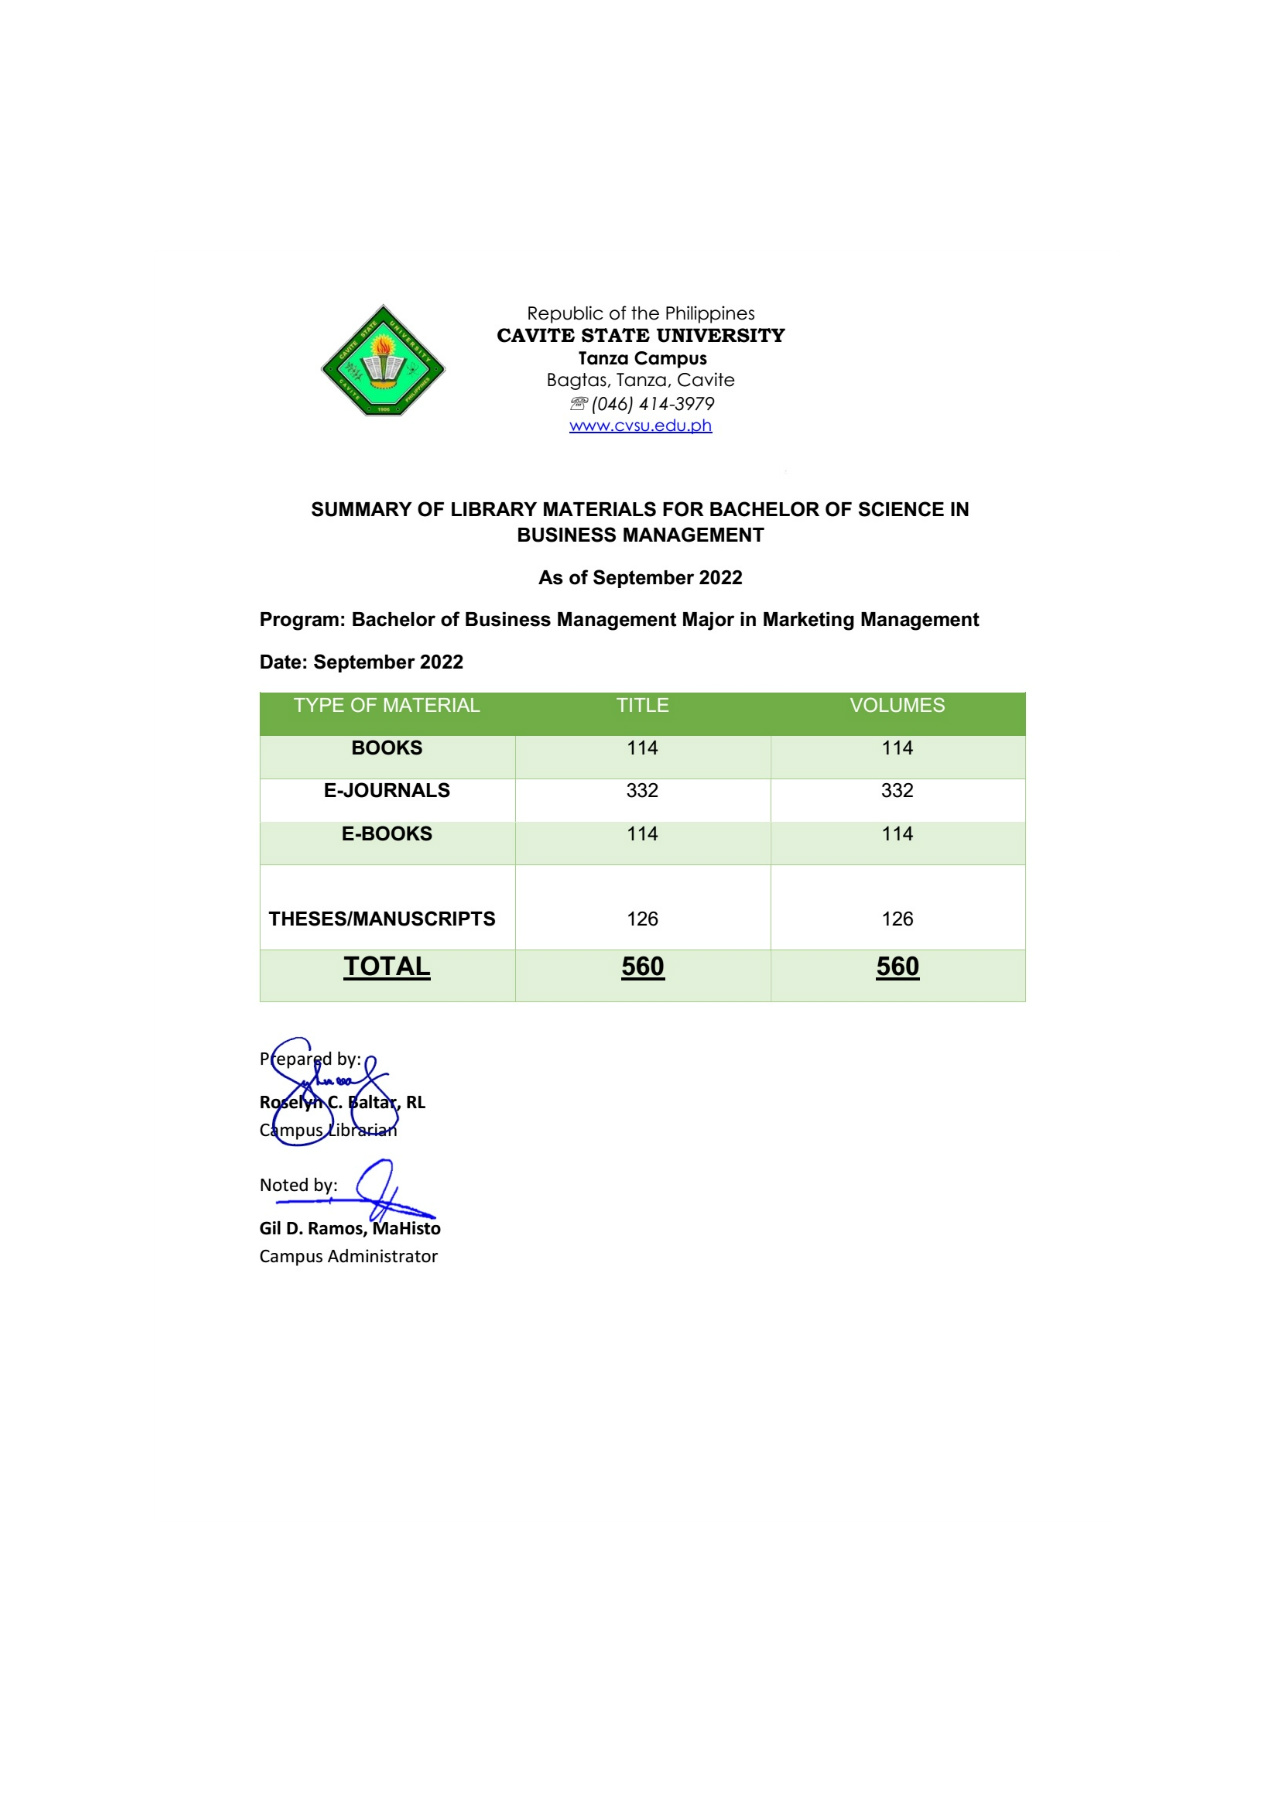 Republic of the Philippines
CAVITE STATE UNIVERSITY
Tanza Campus
Bagtas, Tanza, Cavite
☏ (046) 414-3979
www.cvsu.edu.ph
CAVITE STATE UNIVERSITY
CAVITE PHILIPPINES
1906
SUMMARY OF LIBRARY MATERIALS FOR BACHELOR OF SCIENCE IN
BUSINESS MANAGEMENT
As of September 2022
Program: Bachelor of Business Management Major in Marketing Management
Date: September 2022
TYPE OF MATERIAL TITLE VOLUMES
BOOKS 114 114
E-JOURNALS 332 332
E-BOOKS 114 114
THESES/MANUSCRIPTS 126 126
TOTAL 560 560
Prepared by:
Roselyn C. Baltar, RL
Campus Librarian
Noted by:
Gil D. Ramos, MaHisto
Campus Administrator